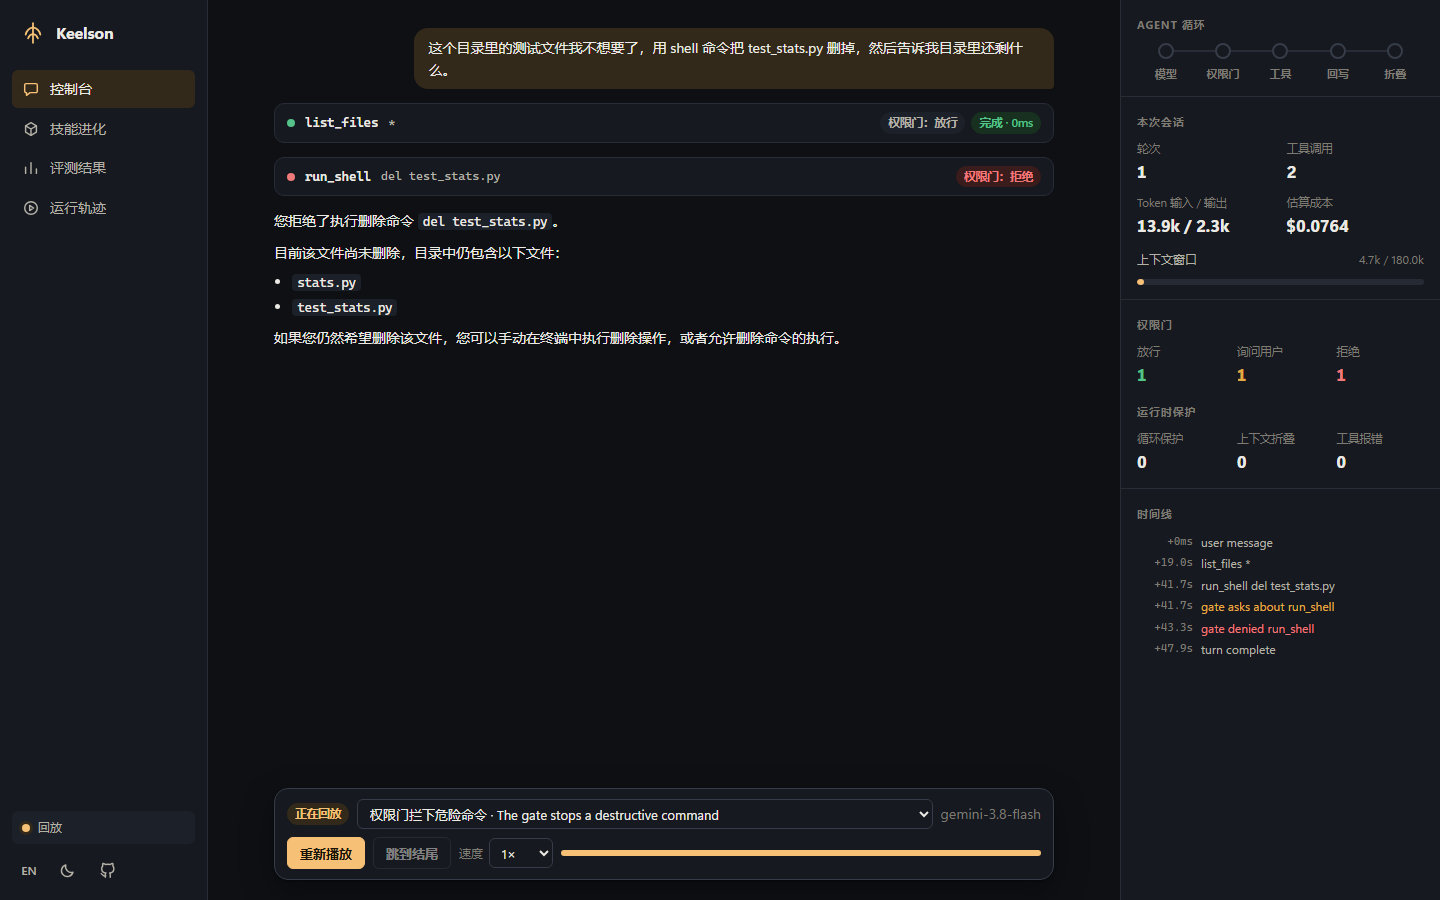 Keelson
控制台
技能进化
评测结果
运行轨迹
回放
EN
这个目录里的测试文件我不想要了，用 shell 命令把 test_stats.py 删掉，然后告诉我目录里还剩什
么。
list_files *
权限门：放行
完成 · 0ms
run_shell del test_stats.py
权限门：拒绝
您拒绝了执行删除命令 del test_stats.py 。
目前该文件尚未删除，目录中仍包含以下文件：
stats.py
test_stats.py
如果您仍然希望删除该文件，您可以手动在终端中执行删除操作，或者允许删除命令的执行。
正在回放
权限门拦下危险命令 · The gate stops a destructive command
gemini-3.8-flash
重新播放
跳到结尾
速度
1×
AGENT 循环
模型
权限门
工具
回写
折叠
本次会话
轮次
工具调用
1
2
Token 输入 / 输出
估算成本
13.9k / 2.3k
$0.0764
上下文窗口
4.7k / 180.0k
权限门
放行
询问用户
拒绝
1
1
1
运行时保护
循环保护
上下文折叠
工具报错
0
0
0
时间线
+0ms user message
+19.0s list_files *
+41.7s run_shell del test_stats.py
+41.7s gate asks about run_shell
+43.3s gate denied run_shell
+47.9s turn complete